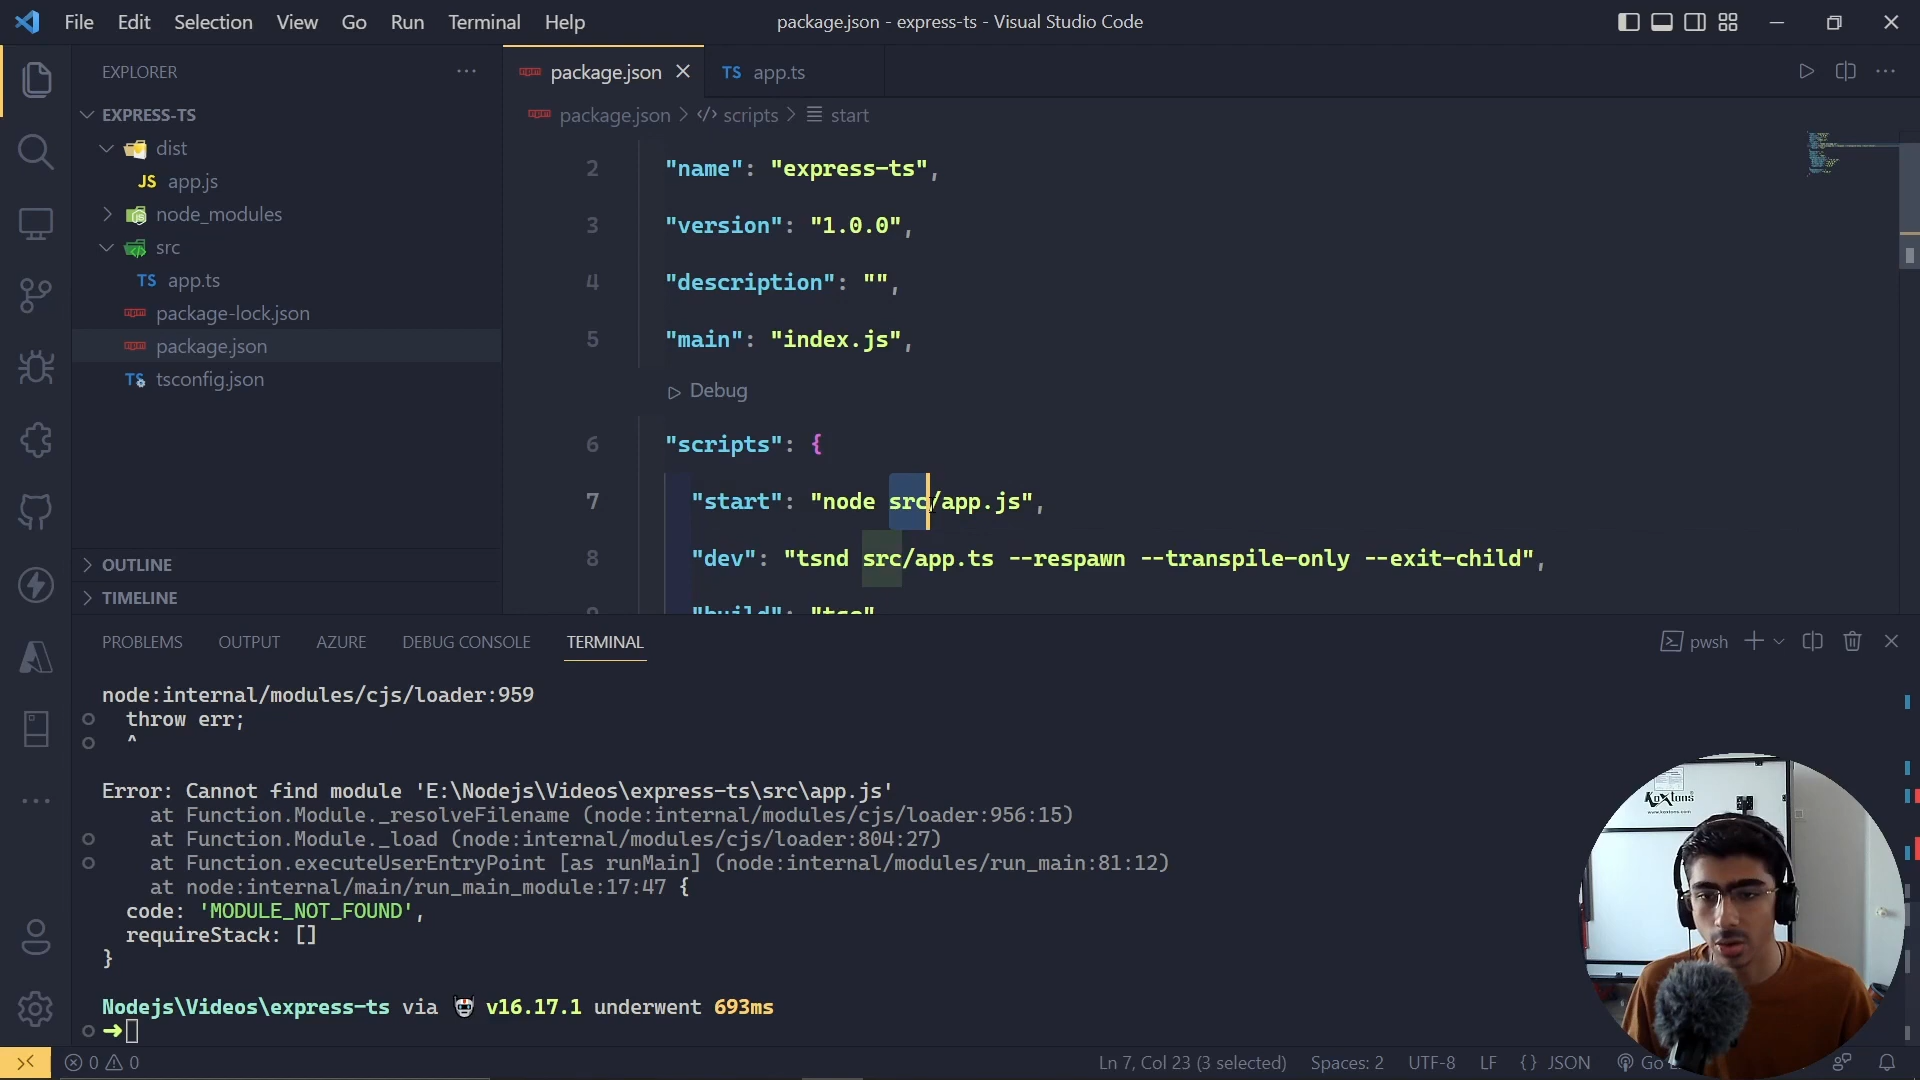 File Edit Selection View Go Run Terminal Help
package.json - express-ts - Visual Studio Code
EXPLORER
EXPRESS-TS
dist
JS app.js
node_modules
src
TS app.ts
package-lock.json
package.json
TS tsconfig.json
OUTLINE
TIMELINE
package.json
TS app.ts
package.json > scripts > start
2 "name": "express-ts",
3 "version": "1.0.0",
4 "description": "",
5 "main": "index.js",
Debug
6 "scripts": {
7 "start": "node src/app.js",
8 "dev": "tsnd src/app.ts --respawn --transpile-only --exit-child",
9 "build": "tsc"
PROBLEMS OUTPUT AZURE DEBUG CONSOLE TERMINAL
pwsh
node:internal/modules/cjs/loader:959
throw err;
^
Error: Cannot find module 'E:\Nodejs\Videos\express-ts\src\app.js'
at Function.Module._resolveFilename (node:internal/modules/cjs/loader:956:15)
at Function.Module._load (node:internal/modules/cjs/loader:804:27)
at Function.executeUserEntryPoint [as runMain] (node:internal/modules/run_main:81:12)
at node:internal/main/run_main_module:17:47 {
code: 'MODULE_NOT_FOUND',
requireStack: []
}
Nodejs\Videos\express-ts via v16.17.1 underwent 693ms
➜
Koxtons
www.koxtons.com
0 0
Ln 7, Col 23 (3 selected) Spaces: 2 UTF-8 LF {} JSON Go